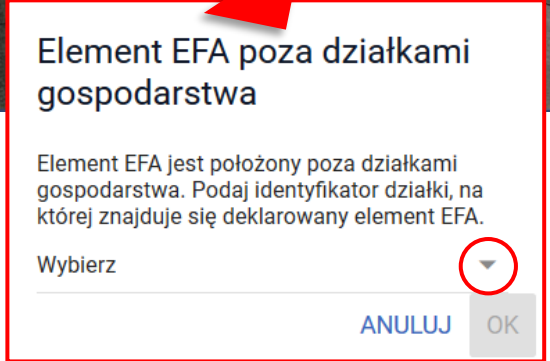 Element EFA poza działkami
gospodarstwa
Element EFA jest położony poza działkami
gospodarstwa. Podaj identyfikator działki, na
której znajduje się deklarowany element EFA.
Wybierz
ANULUJ OK